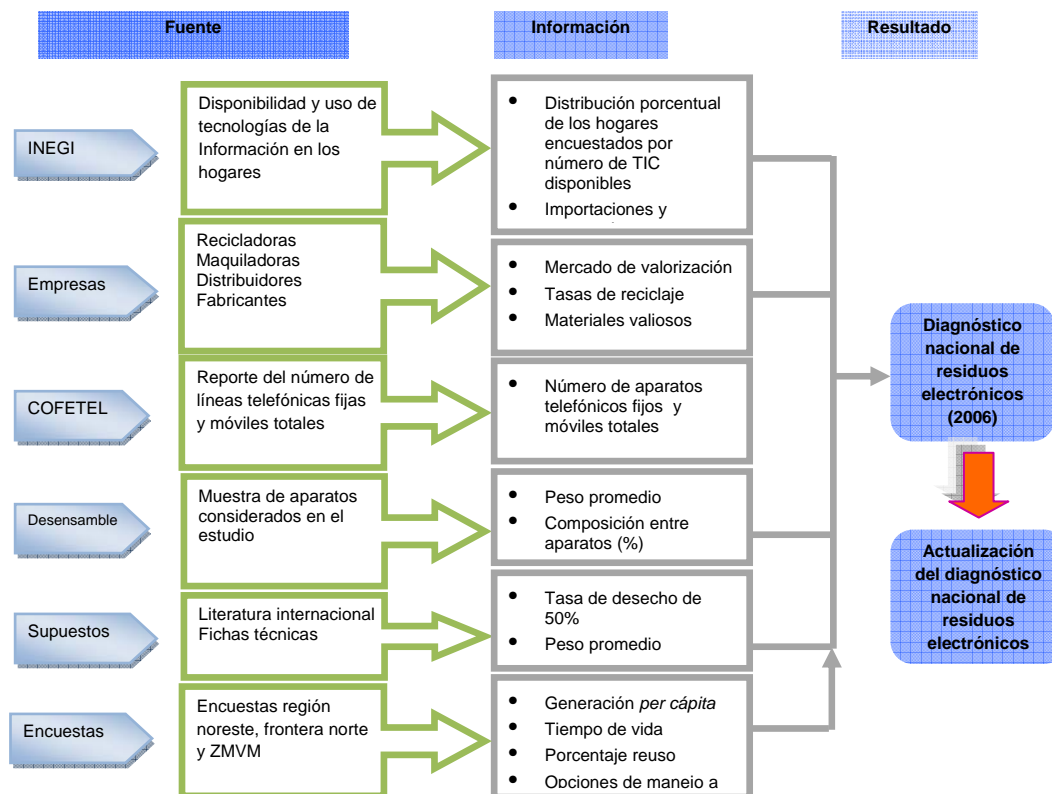 Fuente
Información
Resultado
INEGI
Disponibilidad y uso de
tecnologías de la
Información en los
hogares
• Distribución porcentual
de los hogares
encuestados por
número de TIC
disponibles
• Importaciones y
Empresas
Recicladoras
Maquiladoras
Distribuidores
Fabricantes
• Mercado de valorización
• Tasas de reciclaje
• Materiales valiosos
COFETEL
Reporte del número de
líneas telefónicas fijas
y móviles totales
• Número de aparatos
telefónicos fijos y
móviles totales
Desensamble
Muestra de aparatos
considerados en el
estudio
• Peso promedio
• Composición entre
aparatos (%)
Supuestos
Literatura internacional
Fichas técnicas
• Tasa de desecho de
50%
• Peso promedio
Encuestas
Encuestas región
noreste, frontera norte
y ZMVM
• Generación per cápita
• Tiempo de vida
• Porcentaje reuso
• Opciones de manejo a
Diagnóstico
nacional de
residuos
electrónicos
(2006)
Actualización
del diagnóstico
nacional de
residuos
electrónicos